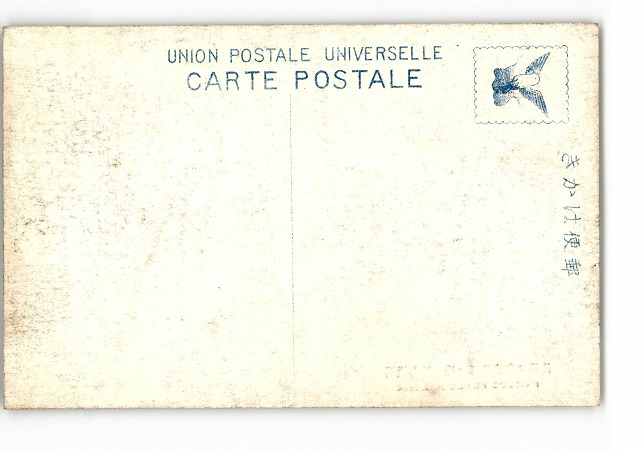 UNION POSTALE UNIVERSELLE
CARTE POSTALE
きかは便郵